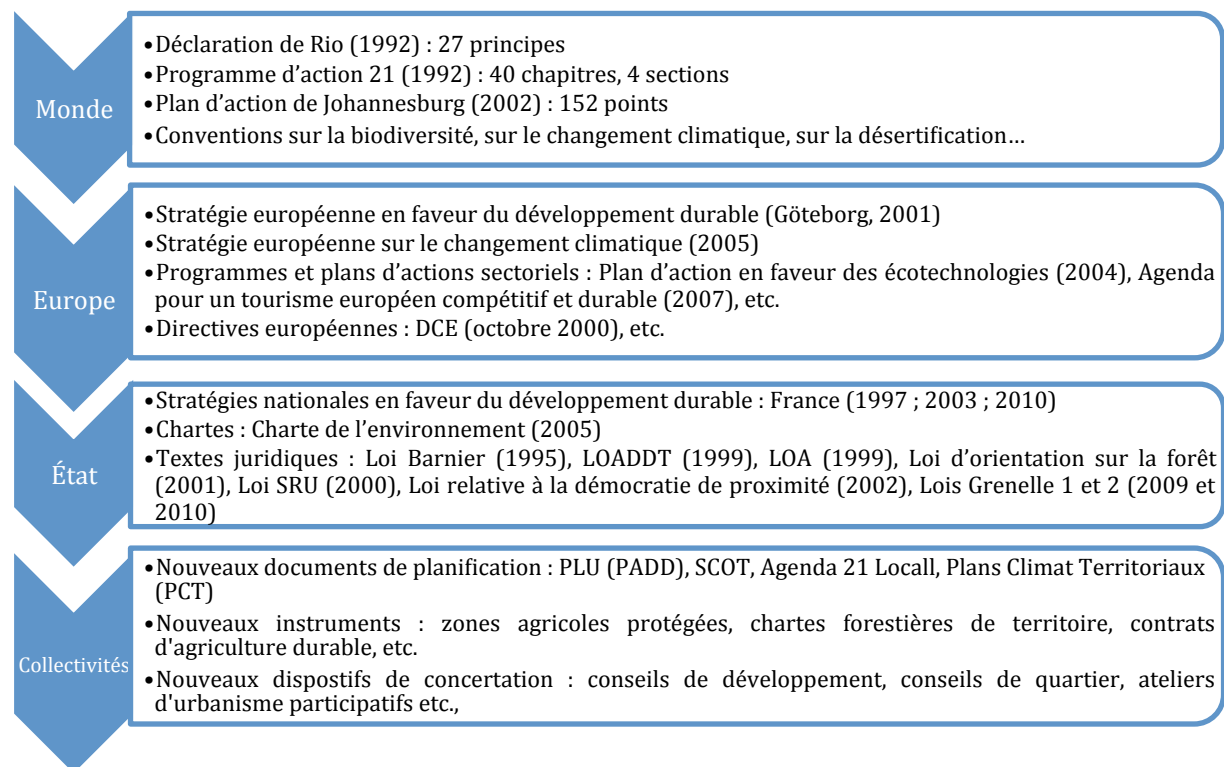 Monde
•Déclaration de Rio (1992) : 27 principes
•Programme d’action 21 (1992) : 40 chapitres, 4 sections
•Plan d’action de Johannesburg (2002) : 152 points
•Conventions sur la biodiversité, sur le changement climatique, sur la désertification…
Europe
•Stratégie européenne en faveur du développement durable (Göteborg, 2001)
•Stratégie européenne sur le changement climatique (2005)
•Programmes et plans d’actions sectoriels : Plan d’action en faveur des écotechnologies (2004), Agenda
pour un tourisme européen compétitif et durable (2007), etc.
•Directives européennes : DCE (octobre 2000), etc.
État
•Stratégies nationales en faveur du développement durable : France (1997 ; 2003 ; 2010)
•Chartes : Charte de l’environnement (2005)
•Textes juridiques : Loi Barnier (1995), LOADDT (1999), LOA (1999), Loi d’orientation sur la forêt
(2001), Loi SRU (2000), Loi relative à la démocratie de proximité (2002), Lois Grenelle 1 et 2 (2009 et
2010)
Collectivités
•Nouveaux documents de planification : PLU (PADD), SCOT, Agenda 21 Locall, Plans Climat Territoriaux
(PCT)
•Nouveaux instruments : zones agricoles protégées, chartes forestières de territoire, contrats
d'agriculture durable, etc.
•Nouveaux dispostifs de concertation : conseils de développement, conseils de quartier, ateliers
d'urbanisme participatifs etc.,